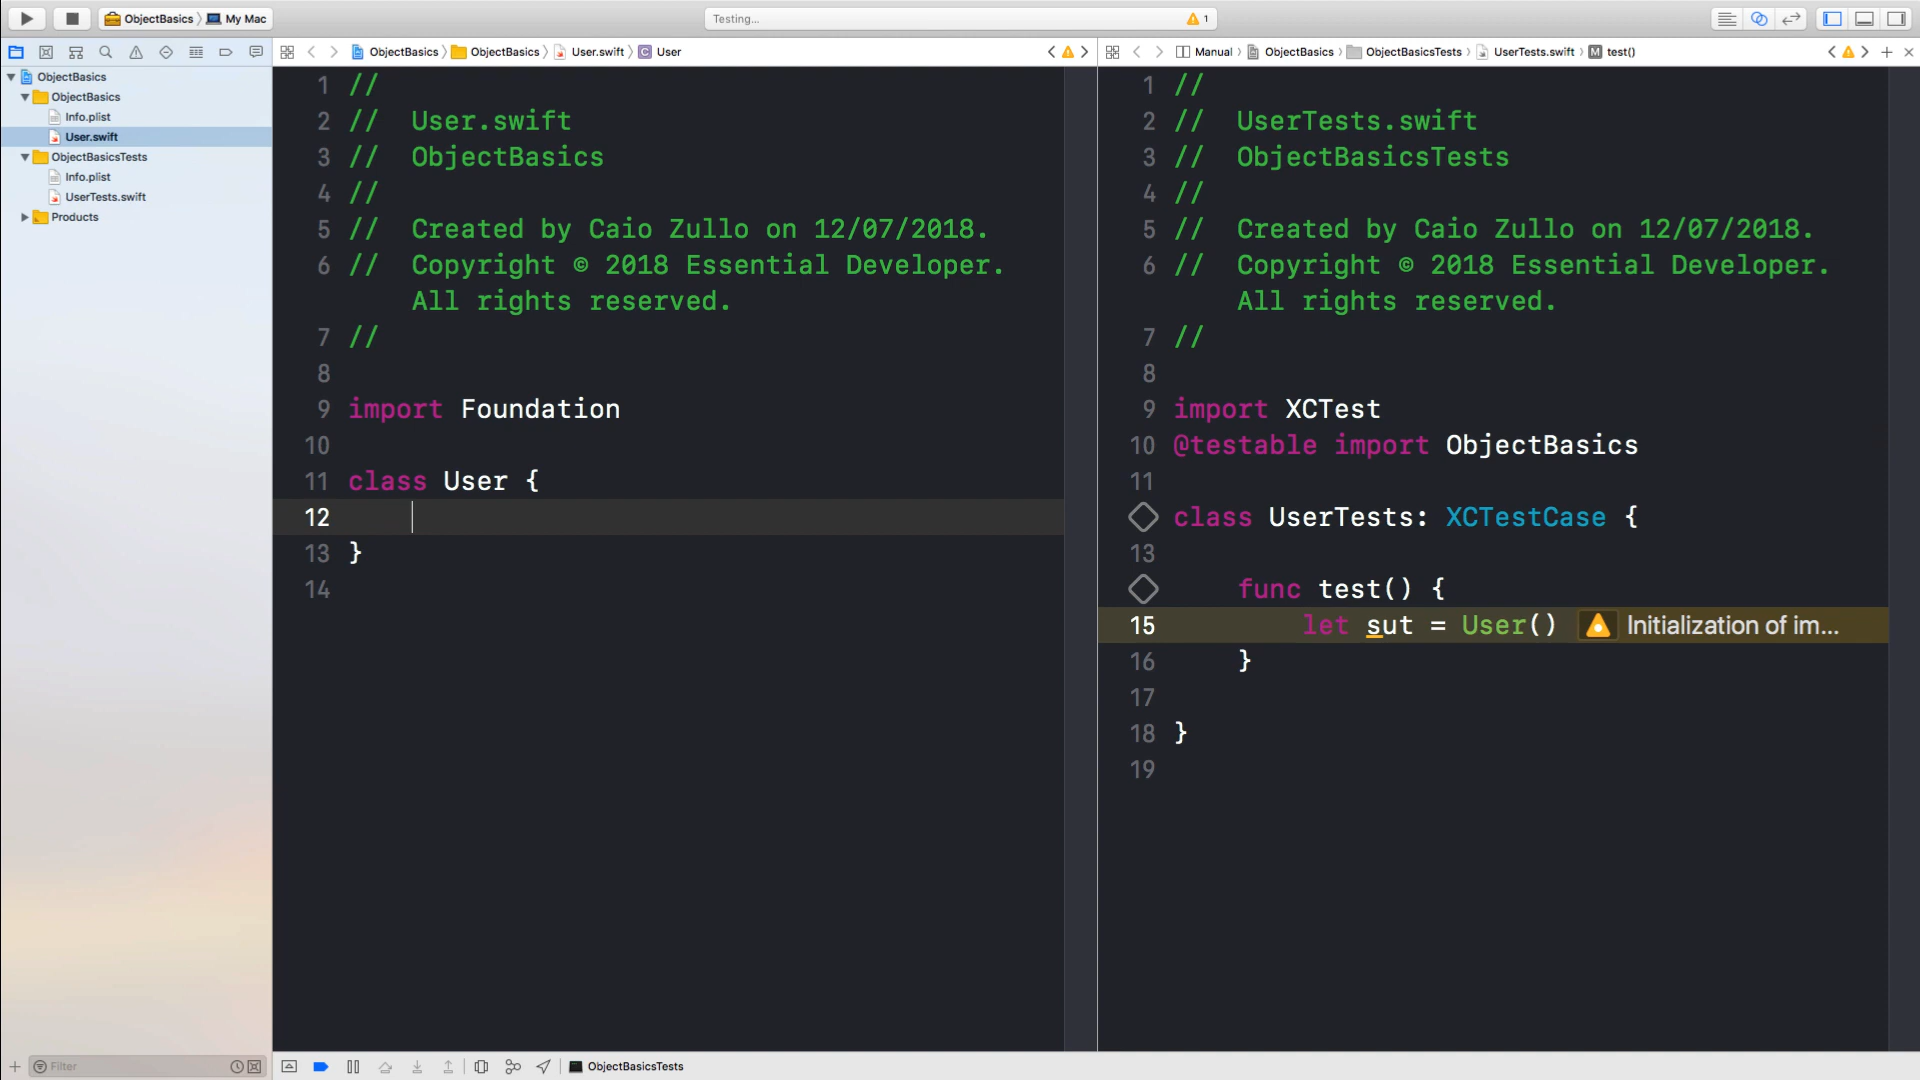 ObjectBasics
My Mac
Testing...
1
ObjectBasics
ObjectBasics
User.swift
User
Manual
ObjectBasics
ObjectBasicsTests
UserTests.swift
M
test()
ObjectBasics
ObjectBasics
Info.plist
User.swift
ObjectBasicsTests
Info.plist
UserTests.swift
Products
1 //
2 //  User.swift
3 //  ObjectBasics
4 //
5 //  Created by Caio Zullo on 12/07/2018.
6 //  Copyright © 2018 Essential Developer.
All rights reserved.
7 //
8
9 import Foundation
10
11 class User {
12
13 }
14
1 //
2 //  UserTests.swift
3 //  ObjectBasicsTests
4 //
5 //  Created by Caio Zullo on 12/07/2018.
6 //  Copyright © 2018 Essential Developer.
All rights reserved.
7 //
8
9 import XCTest
10 @testable import ObjectBasics
11
class UserTests: XCTestCase {
13
func test() {
15 let sut = User() Initialization of im...
16 }
17
18 }
19
Filter
ObjectBasicsTests